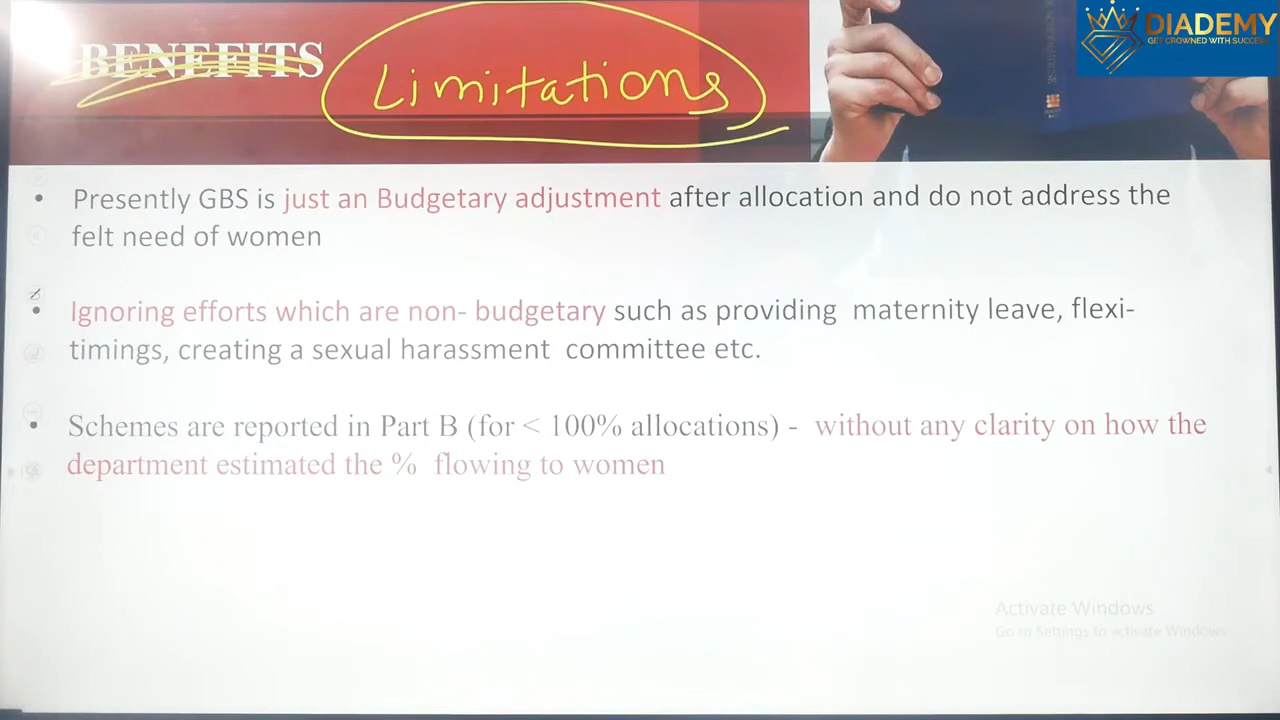 BENEFITS
Limitations
DIADEMY
GET CROWNED WITH SUCCESS
Presently GBS is just an Budgetary adjustment after allocation and do not address the
felt need of women
Ignoring efforts which are non- budgetary such as providing maternity leave, flexi-
timings, creating a sexual harassment committee etc.
Schemes are reported in Part B (for < 100% allocations) - without any clarity on how the
department estimated the % flowing to women
Activate Windows
Go to Settings to activate Windows.